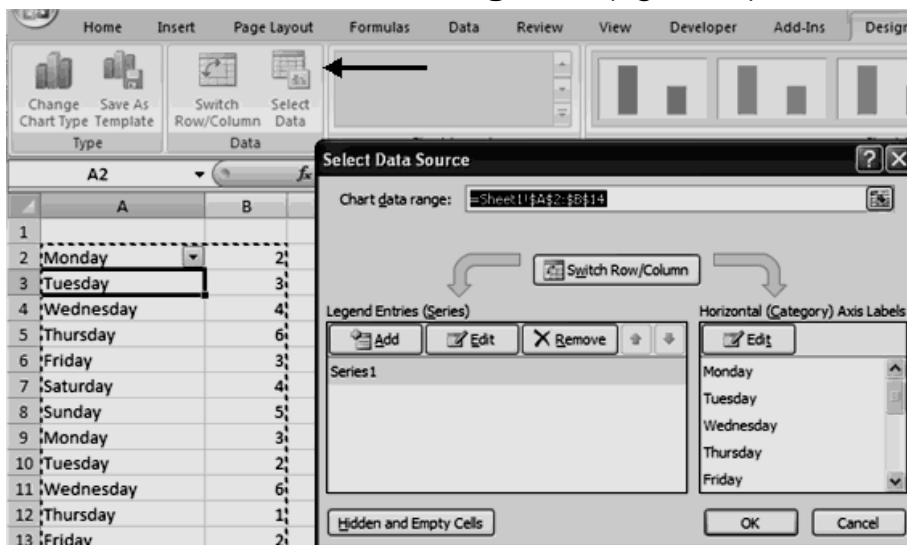 Home Insert Page Layout Formulas Data Review View Developer Add-Ins Design
Change Chart Type
Save As Template
Switch Row/Column
Select Data
Type
Data
A2
fx
Select Data Source
Chart data range: =Sheet1!$A$2:$B$14
Switch Row/Column
Legend Entries (Series)
Add Edit Remove
Series1
Horizontal (Category) Axis Labels
Edit
Monday
Tuesday
Wednesday
Thursday
Friday
Hidden and Empty Cells
OK Cancel
A B
1
2 Monday 2
3 Tuesday 3
4 Wednesday 4
5 Thursday 6
6 Friday 3
7 Saturday 4
8 Sunday 5
9 Monday 3
10 Tuesday 2
11 Wednesday 6
12 Thursday 1
13 Friday 2